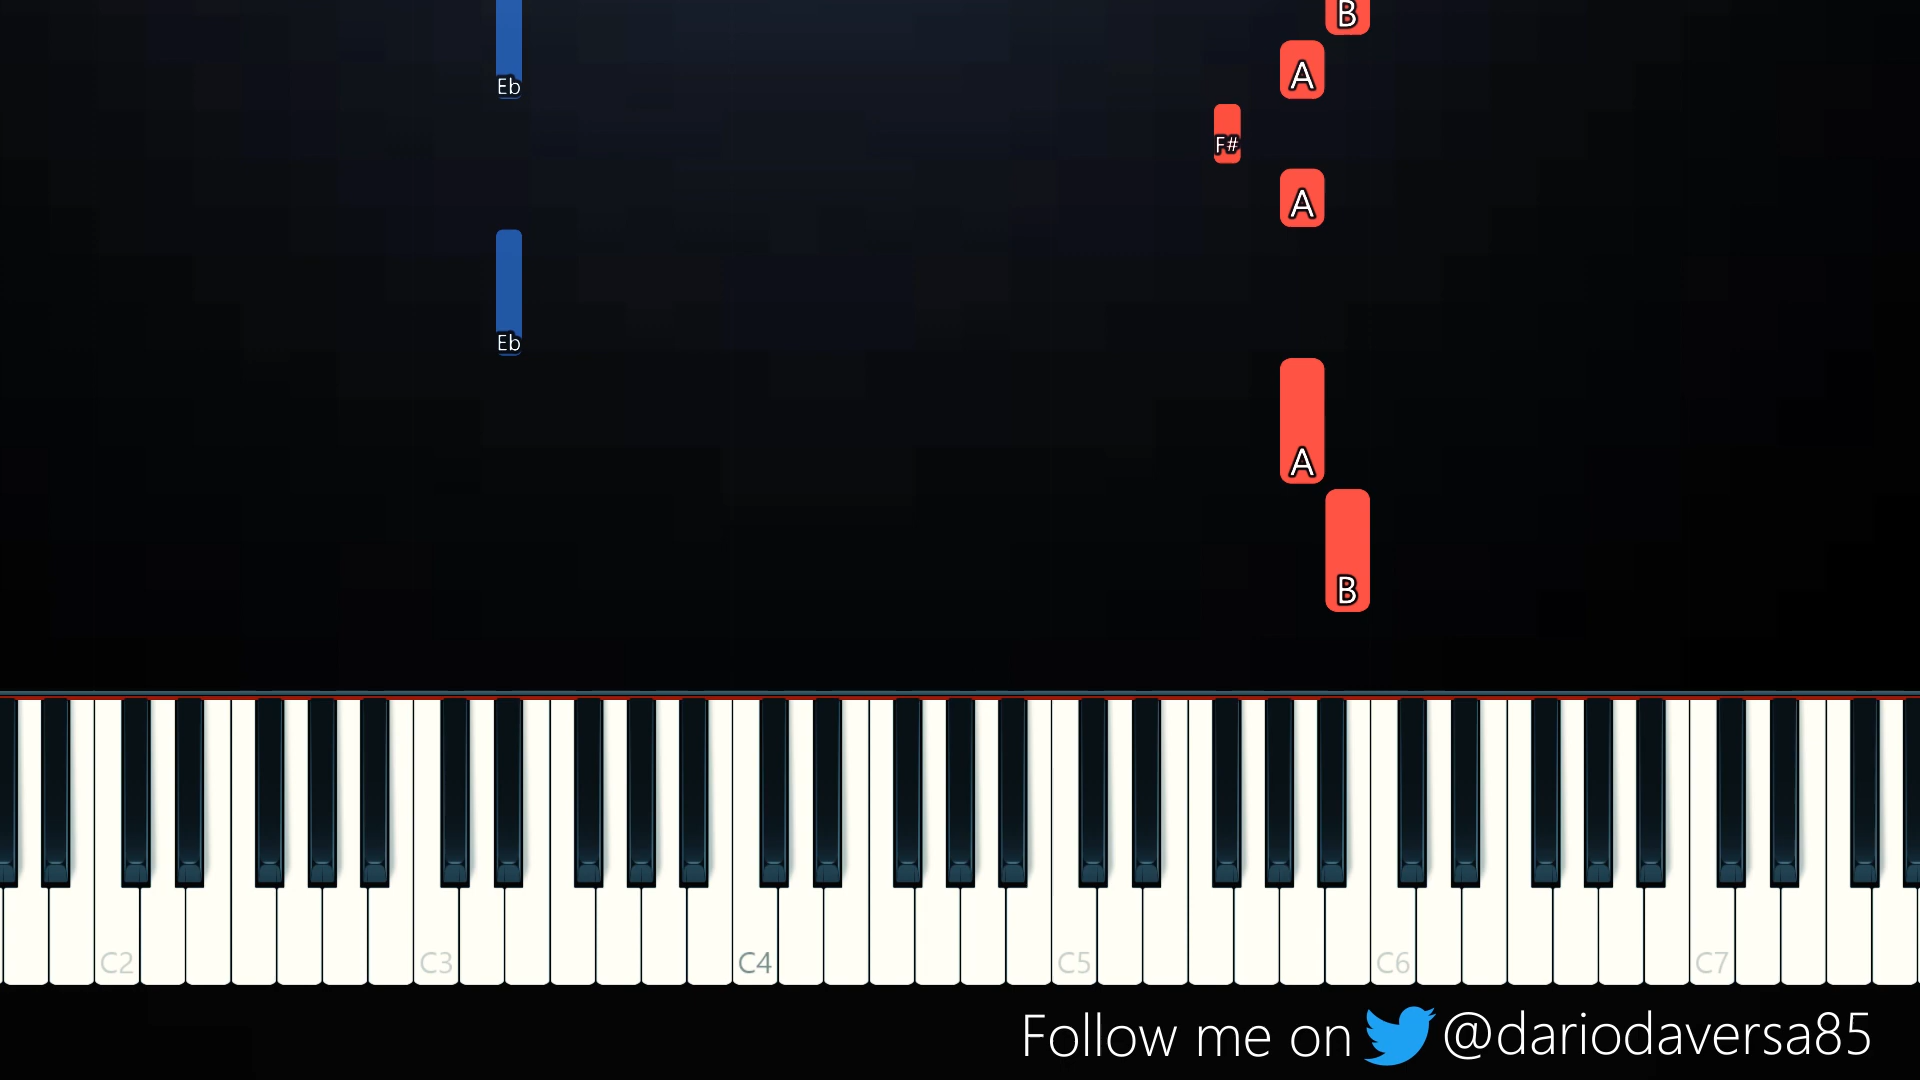 B
Eb A
F#
A
Eb
A
B
C2 C3 C4 C5 C6 C7
Follow me on @dariodaversa85